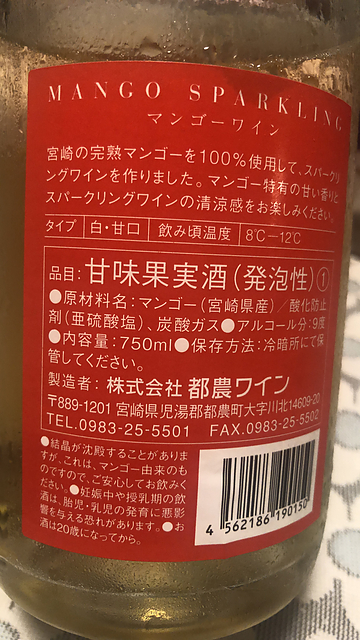 MANGO SPARKLING
マンゴーワイン
宮崎の完熟マンゴーを100%使用して、スパークリ
ングワインを作りました。マンゴー特有の甘い香りと
スパークリングワインの清涼感をお楽しみください。
タイプ 白・甘口 飲み頃温度 8℃－12℃
品目：甘味果実酒（発泡性）①
●原材料名：マンゴー（宮崎県産）／酸化防止
剤（亜硫酸塩）、炭酸ガス●アルコール分：9度
●内容量：750ml●保存方法：冷暗所にて保
管してください。
製造者：株式会社 都農ワイン
〒889-1201 宮崎県児湯郡都農町大字川北14609-20
TEL.0983-25-5501 FAX.0983-25-5502
●結晶が沈殿することがありま
すが、これは、マンゴー由来のも
のですので、ご安心してお飲みく
ださい。●妊娠中や授乳期の飲
酒は、胎児・乳児の発育に悪影
響を与える恐れがあります。●お
酒は20歳になってから。
4 562186 190150